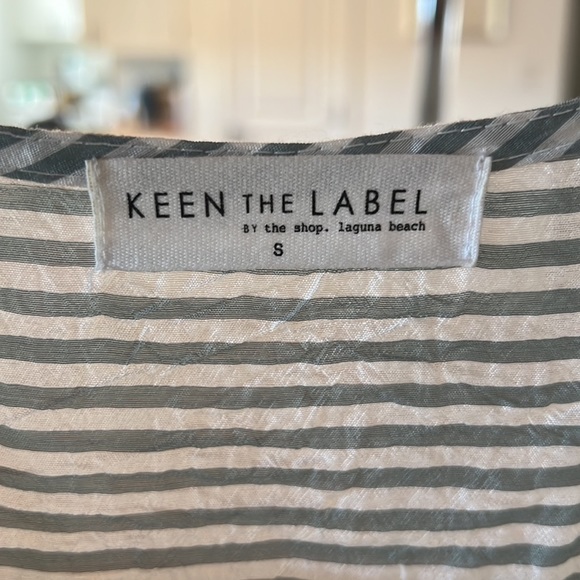 KEEN THE LABEL
BY the shop. laguna beach
S